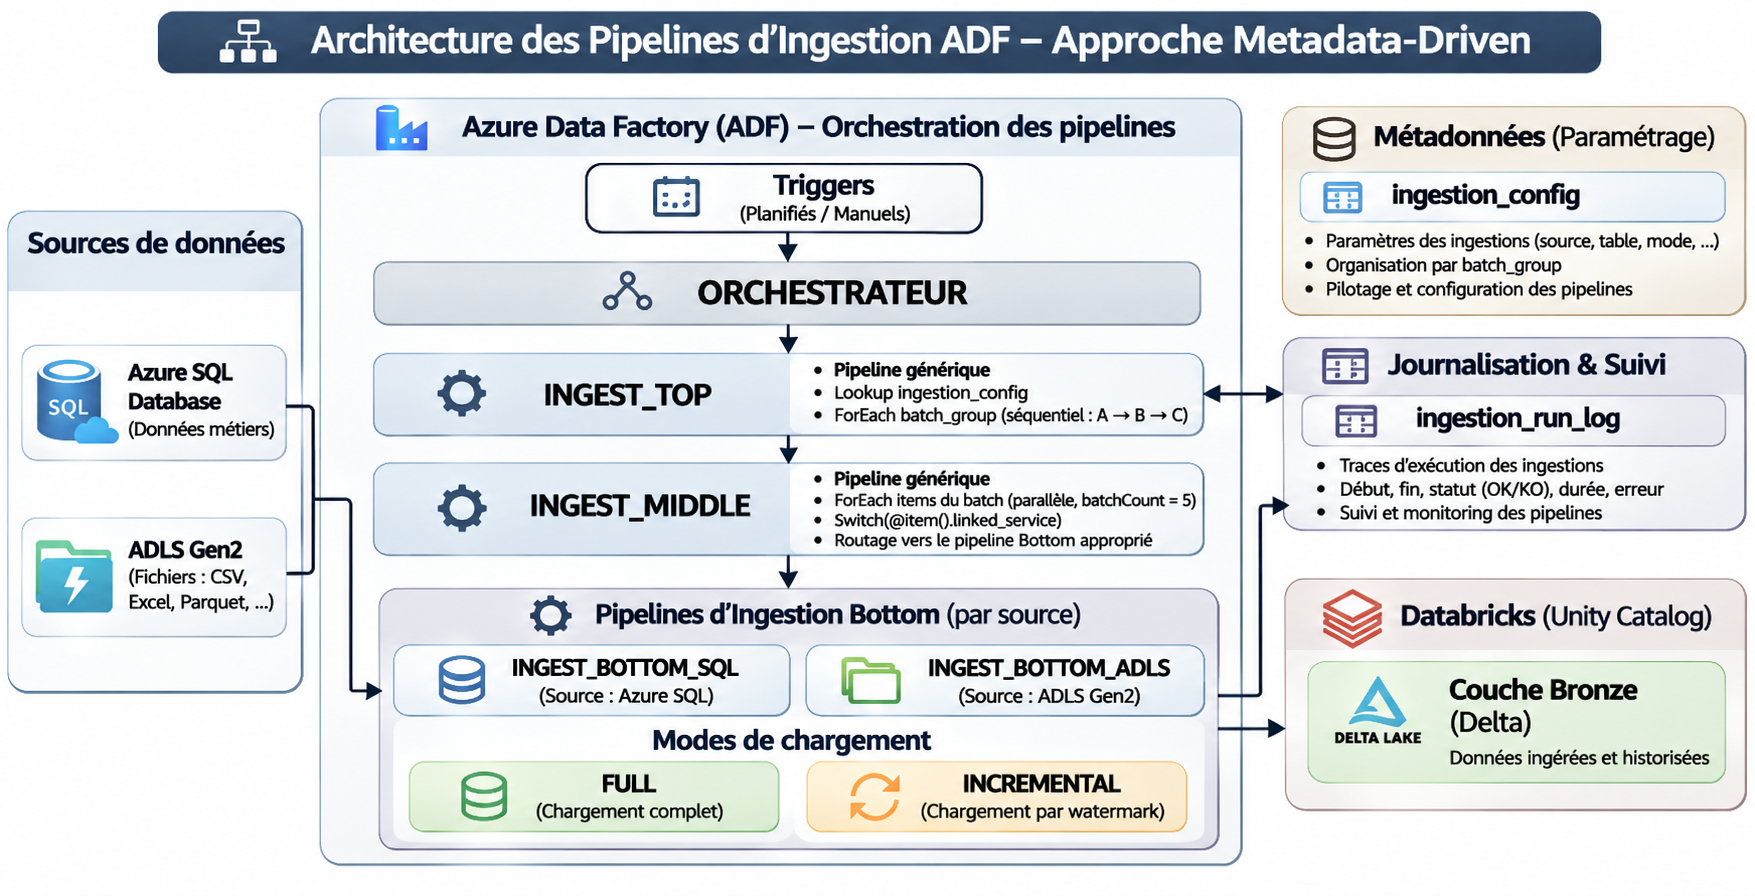 Architecture des Pipelines d’Ingestion ADF – Approche Metadata-Driven
Sources de données
Azure SQL
Database
(Données métiers)
SQL
ADLS Gen2
(Fichiers : CSV,
Excel, Parquet, ...)
Azure Data Factory (ADF) – Orchestration des pipelines
Triggers
(Planifiés / Manuels)
ORCHESTRATEUR
INGEST_TOP
• Pipeline générique
• Lookup ingestion_config
• ForEach batch_group (séquentiel : A → B → C)
INGEST_MIDDLE
• Pipeline générique
• ForEach items du batch (parallèle, batchCount = 5)
• Switch(@item().linked_service)
• Routage vers le pipeline Bottom approprié
Pipelines d’Ingestion Bottom (par source)
INGEST_BOTTOM_SQL
(Source : Azure SQL)
INGEST_BOTTOM_ADLS
(Source : ADLS Gen2)
Modes de chargement
FULL
(Chargement complet)
INCREMENTAL
(Chargement par watermark)
Métadonnées (Paramétrage)
ingestion_config
• Paramètres des ingestions (source, table, mode, ...)
• Organisation par batch_group
• Pilotage et configuration des pipelines
Journalisation & Suivi
ingestion_run_log
• Traces d’exécution des ingestions
• Début, fin, statut (OK/KO), durée, erreur
• Suivi et monitoring des pipelines
Databricks (Unity Catalog)
DELTA LAKE
Couche Bronze
(Delta)
Données ingérées et historisées